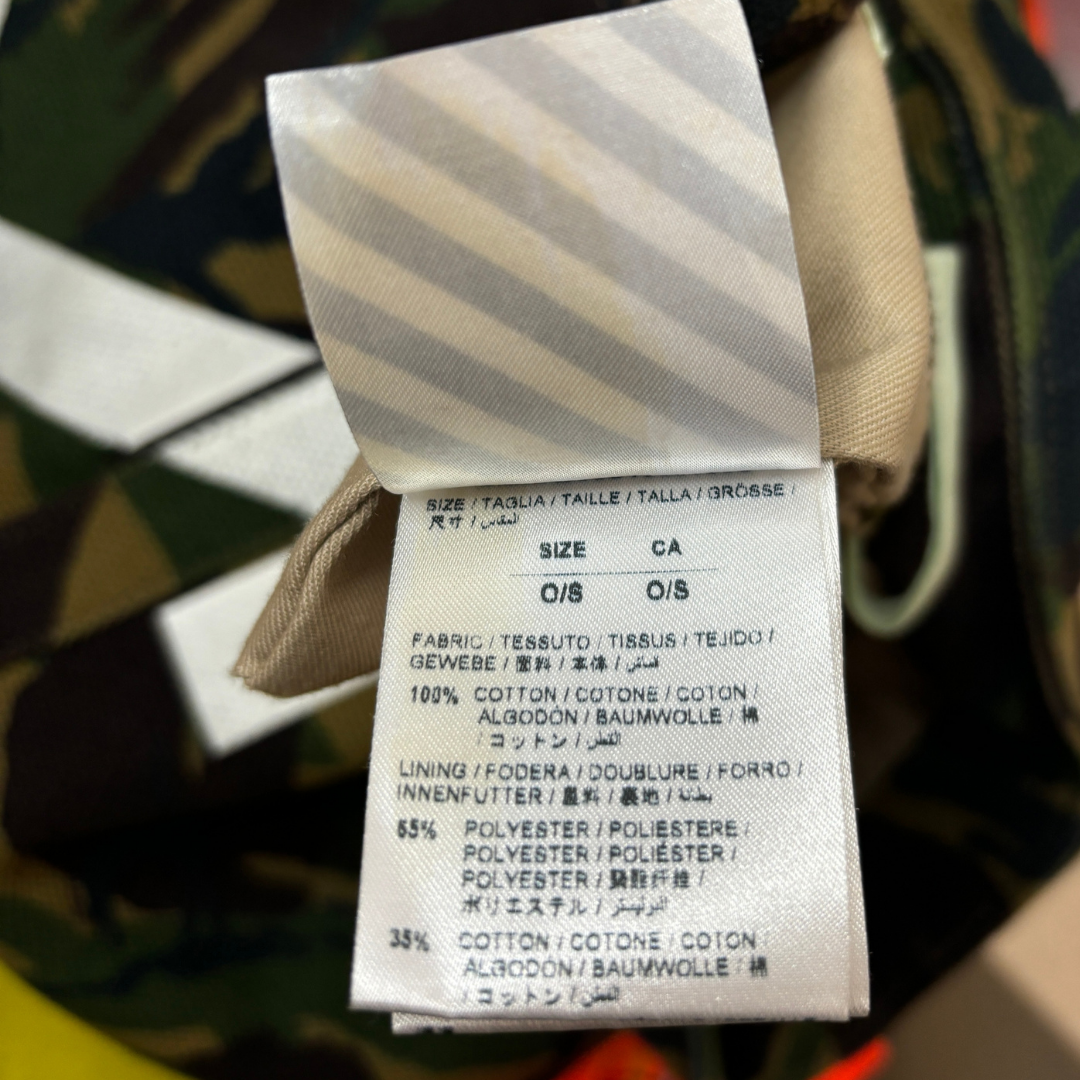 SIZE / TAGLIA / TAILLE / TALLA / GRÖSSE /
尺寸 / المقاس
SIZE CA
O/S O/S
FABRIC / TESSUTO / TISSUS / TEJIDO /
GEWEBE / 面料 / 本体 / قماش
100% COTTON / COTONE / COTON /
ALGODÓN / BAUMWOLLE / 棉
/ コットン / القطن
LINING / FODERA / DOUBLURE / FORRO /
INNENFUTTER / 里料 / 裏地 / بطانة
65% POLYESTER / POLIESTERE /
POLYESTER / POLIÉSTER /
POLYESTER / 聚酯纤维 /
ポリエステル / البوليستر
35% COTTON / COTONE / COTON
ALGODÓN / BAUMWOLLE / 棉
/ コットン / القطن